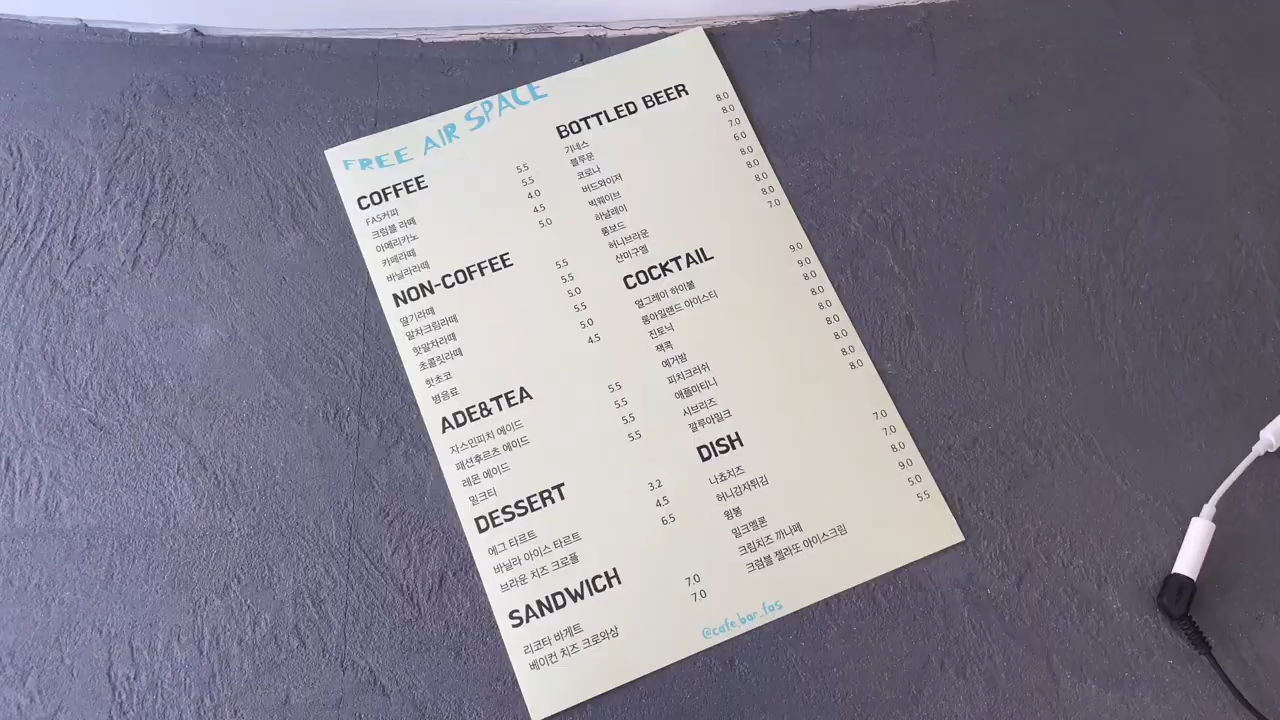 FREE AIR SPACE
COFFEE
FAS커피 5.5
크럼블 라떼 5.5
아메리카노 4.0
카페라떼 4.5
바닐라라떼 5.0
NON-COFFEE
딸기라떼 5.5
말차크림라떼 5.5
핫말차라떼 5.0
초콜릿라떼 5.5
핫초코 5.0
병음료 4.5
ADE&TEA
자스민피치 에이드 5.5
패션후르츠 에이드 5.5
레몬 에이드 5.5
밀크티 5.5
DESSERT
에그 타르트 3.2
바닐라 아이스 타르트 4.5
브라운 치즈 크로플 6.5
SANDWICH
리코타 바게트 7.0
베이컨 치즈 크로와상 7.0
BOTTLED BEER
기네스 8.0
블루문 8.0
코로나 7.0
버드와이저 6.0
빅웨이브 8.0
하날레이 8.0
롱보드 8.0
허니브라운 8.0
산미구엘 7.0
COCKTAIL
얼그레이 하이볼 9.0
롱아일랜드 아이스티 9.0
진토닉 8.0
잭콕 8.0
예거밤 8.0
피치크러쉬 8.0
애플마티니 8.0
시브리즈 8.0
깔루아밀크 8.0
DISH
나쵸치즈 7.0
허니감자튀김 7.0
윙봉 8.0
밀크멜론 9.0
크림치즈 까나페 5.0
크럼블 젤라또 아이스크림 5.5
@cafe.bar_fas